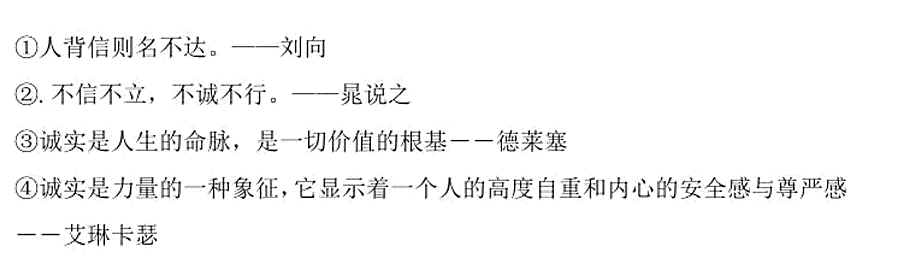 ①人背信则名不达。——刘向
②. 不信不立，不诚不行。——晁说之
③诚实是人生的命脉，是一切价值的根基－－德莱塞
④诚实是力量的一种象征，它显示着一个人的高度自重和内心的安全感与尊严感
－－艾琳卡瑟